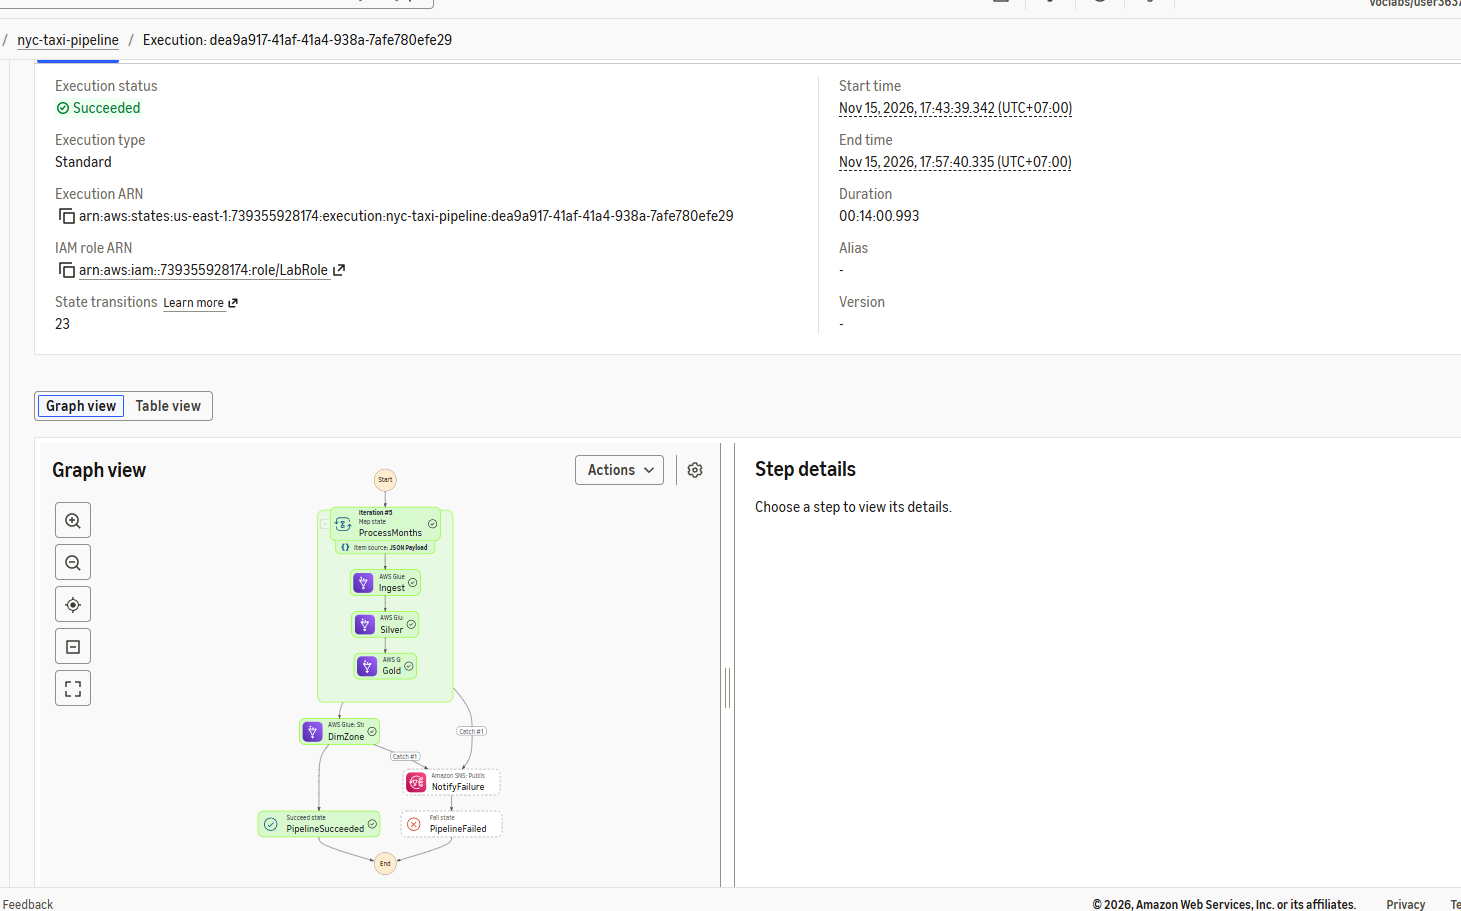 / nyc-taxi-pipeline / Execution: dea9a917-41af-41a4-938a-7afe780efe29
Execution status
Succeeded
Execution type
Standard
Execution ARN
arn:aws:states:us-east-1:739355928174:execution:nyc-taxi-pipeline:dea9a917-41af-41a4-938a-7afe780efe29
IAM role ARN
arn:aws:iam::739355928174:role/LabRole
State transitions Learn more
23
Start time
Nov 15, 2026, 17:43:39.342 (UTC+07:00)
End time
Nov 15, 2026, 17:57:40.335 (UTC+07:00)
Duration
00:14:00.993
Alias
-
Version
-
Graph view Table view
Graph view
Actions
Start
Iteration #5
Map state
ProcessMonths
{} Item source: JSON Payload
AWS Glue
Ingest
AWS Glu
Silver
AWS G
Gold
AWS Glue: St
DimZone
Catch #1
Catch #1
Amazon SNS: Publis
NotifyFailure
Succeed state
PipelineSucceeded
Fail state
PipelineFailed
End
Step details
Choose a step to view its details.
Feedback
© 2026, Amazon Web Services, Inc. or its affiliates. Privacy Te